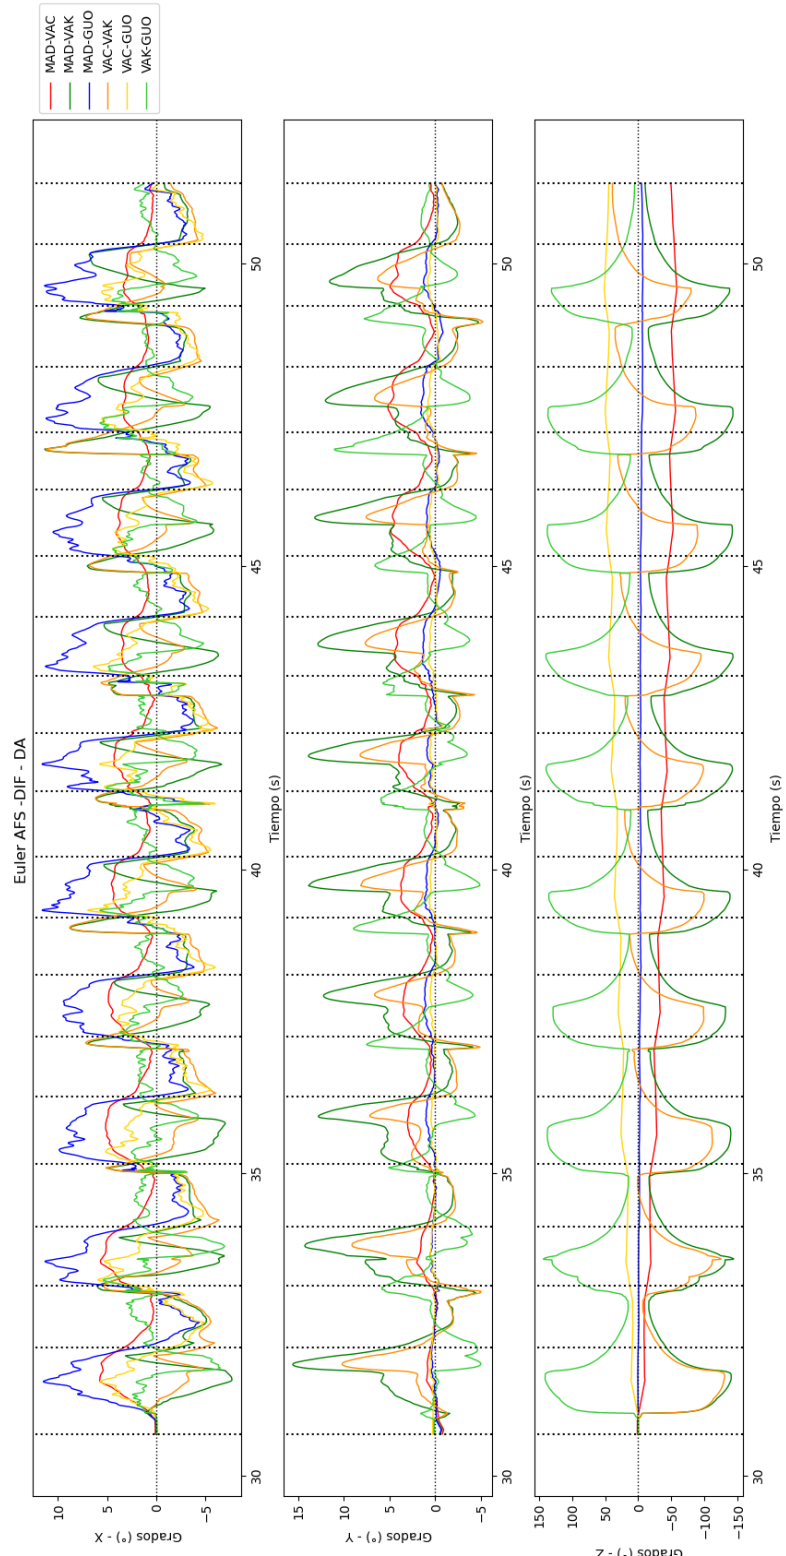 Euler AFS -DIF - DA
MAD-VAC
MAD-VAK
MAD-GUO
VAC-VAK
VAC-GUO
VAK-GUO
Grados (°) - X
10
5
0
−5
30 35 40 45 50
Tiempo (s)
Grados (°) - Y
15
10
5
0
−5
30 35 40 45 50
Tiempo (s)
Grados (°) - Z
150
100
50
0
−50
−100
−150
30 35 40 45 50
Tiempo (s)